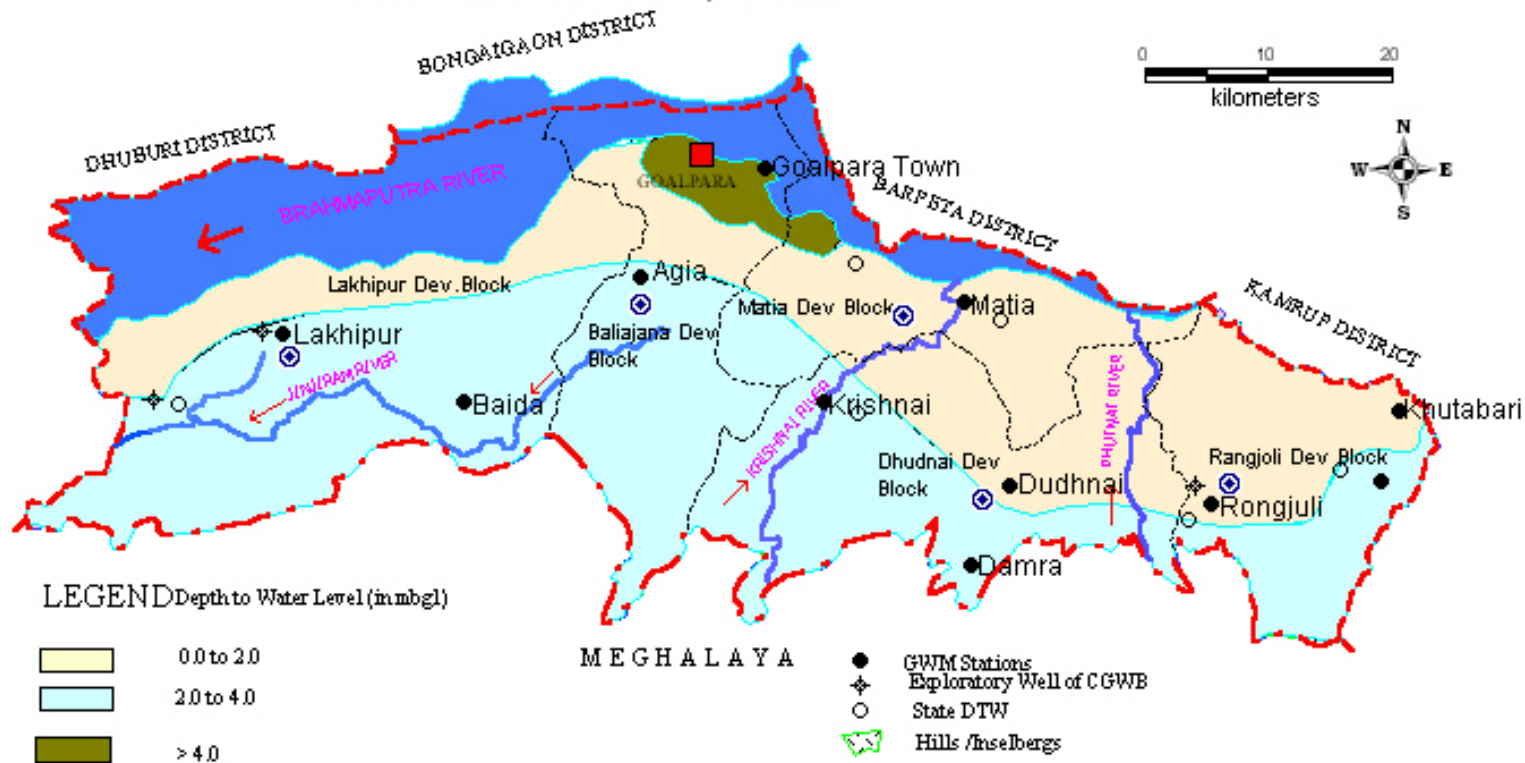 BONGAIGAON DISTRICT
DHUBURI DISTRICT
0 10 20
kilometers
N
W E
S
BRAHMAPUTRA RIVER
GOALPARA
Goalpara Town
BARPETA DISTRICT
KAMRUP DISTRICT
Lakhipur Dev.Block
Agia
Matia Dev Block
Matia
Lakhipur
Baliajana Dev
Block
JINJIRAM RIVER
Baida
KRISHNAI RIVER
Krishnai
Khutabari
Dhudnai Dev
Block
Dudhnai
Rangjoli Dev Block
Rongjuli
Damra
MEGHALAYA
LEGEND Depth to Water Level (in mbgl)
0.0 to 2.0
2.0 to 4.0
> 4.0
GWM Stations
Exploratory Well of CGWB
State DTW
Hills /Inselbergs